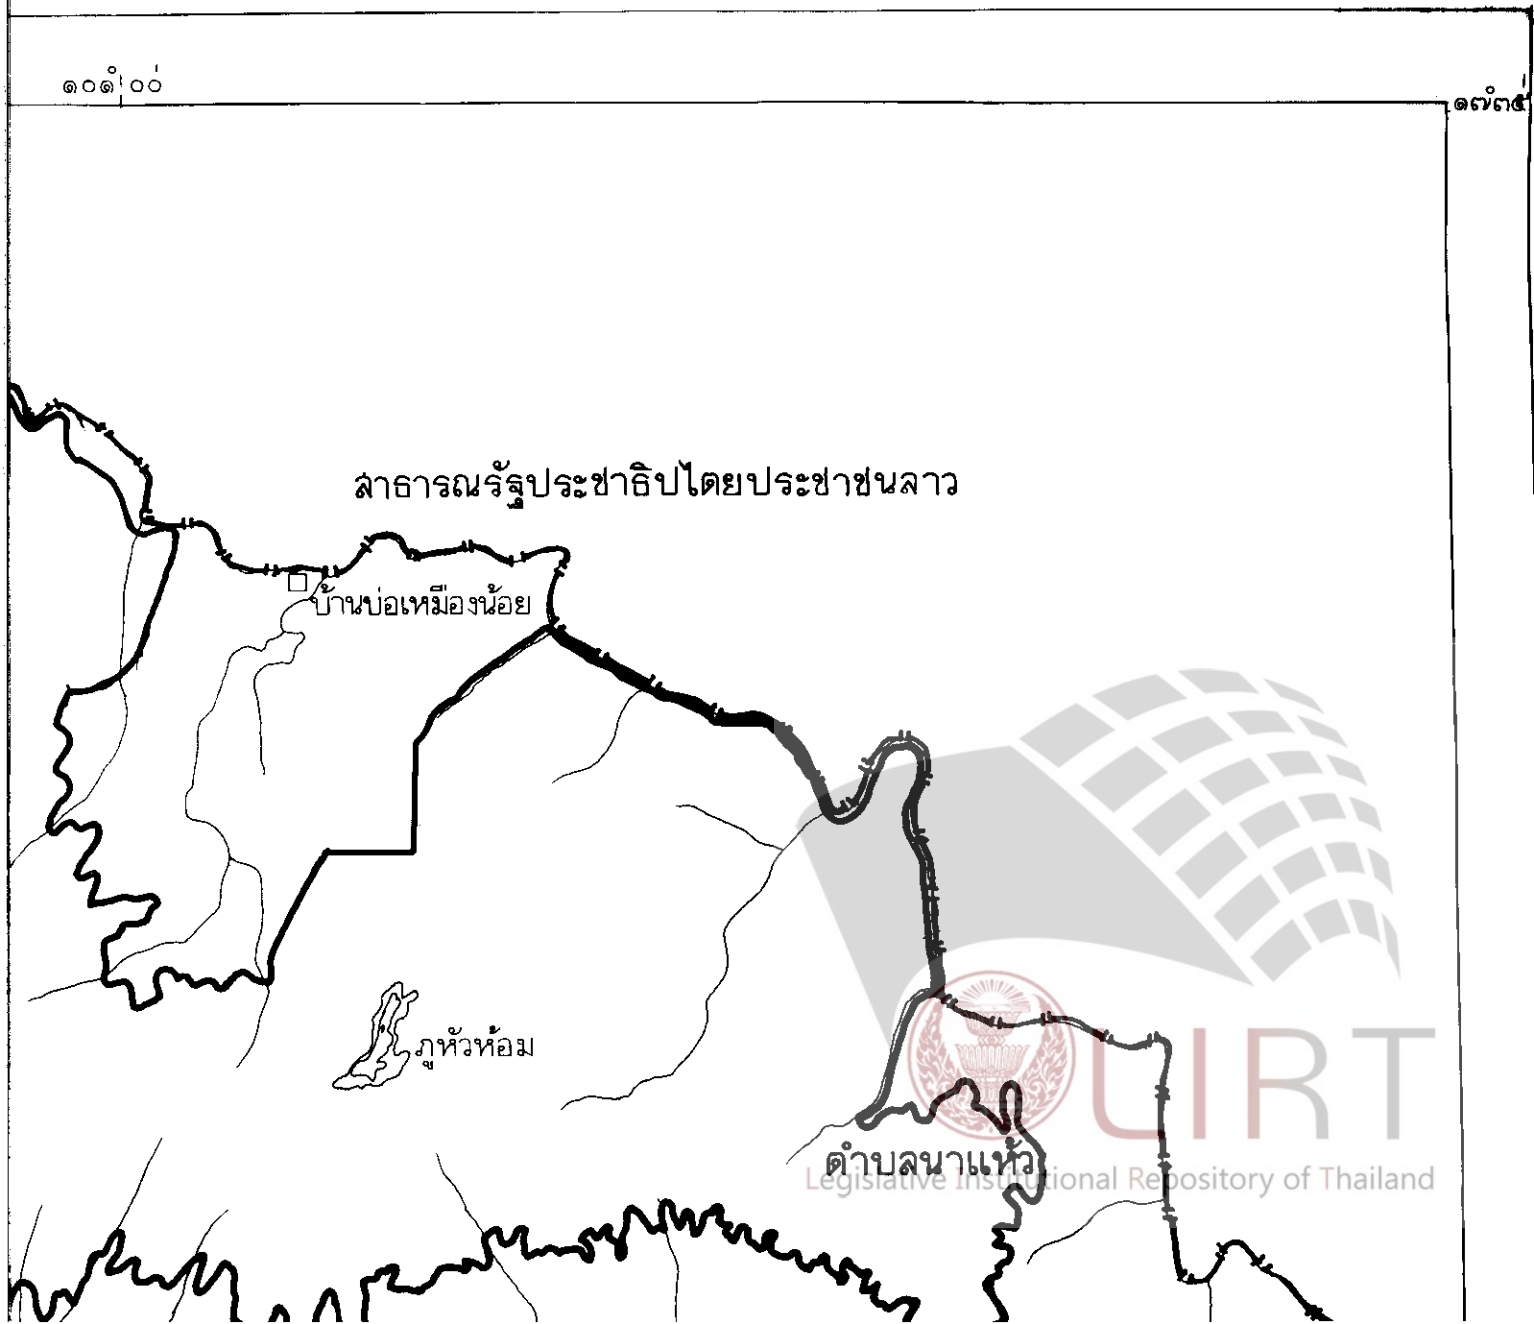 ๑๐๑° ๐๐'
๑๗° ๓๕'
สาธารณรัฐประชาธิปไตยประชาชนลาว
บ้านบ่อเหมืองน้อย
ภูหัวห้อม
LIRT
ตำบลนาแห้ว
Legislative Institutional Repository of Thailand